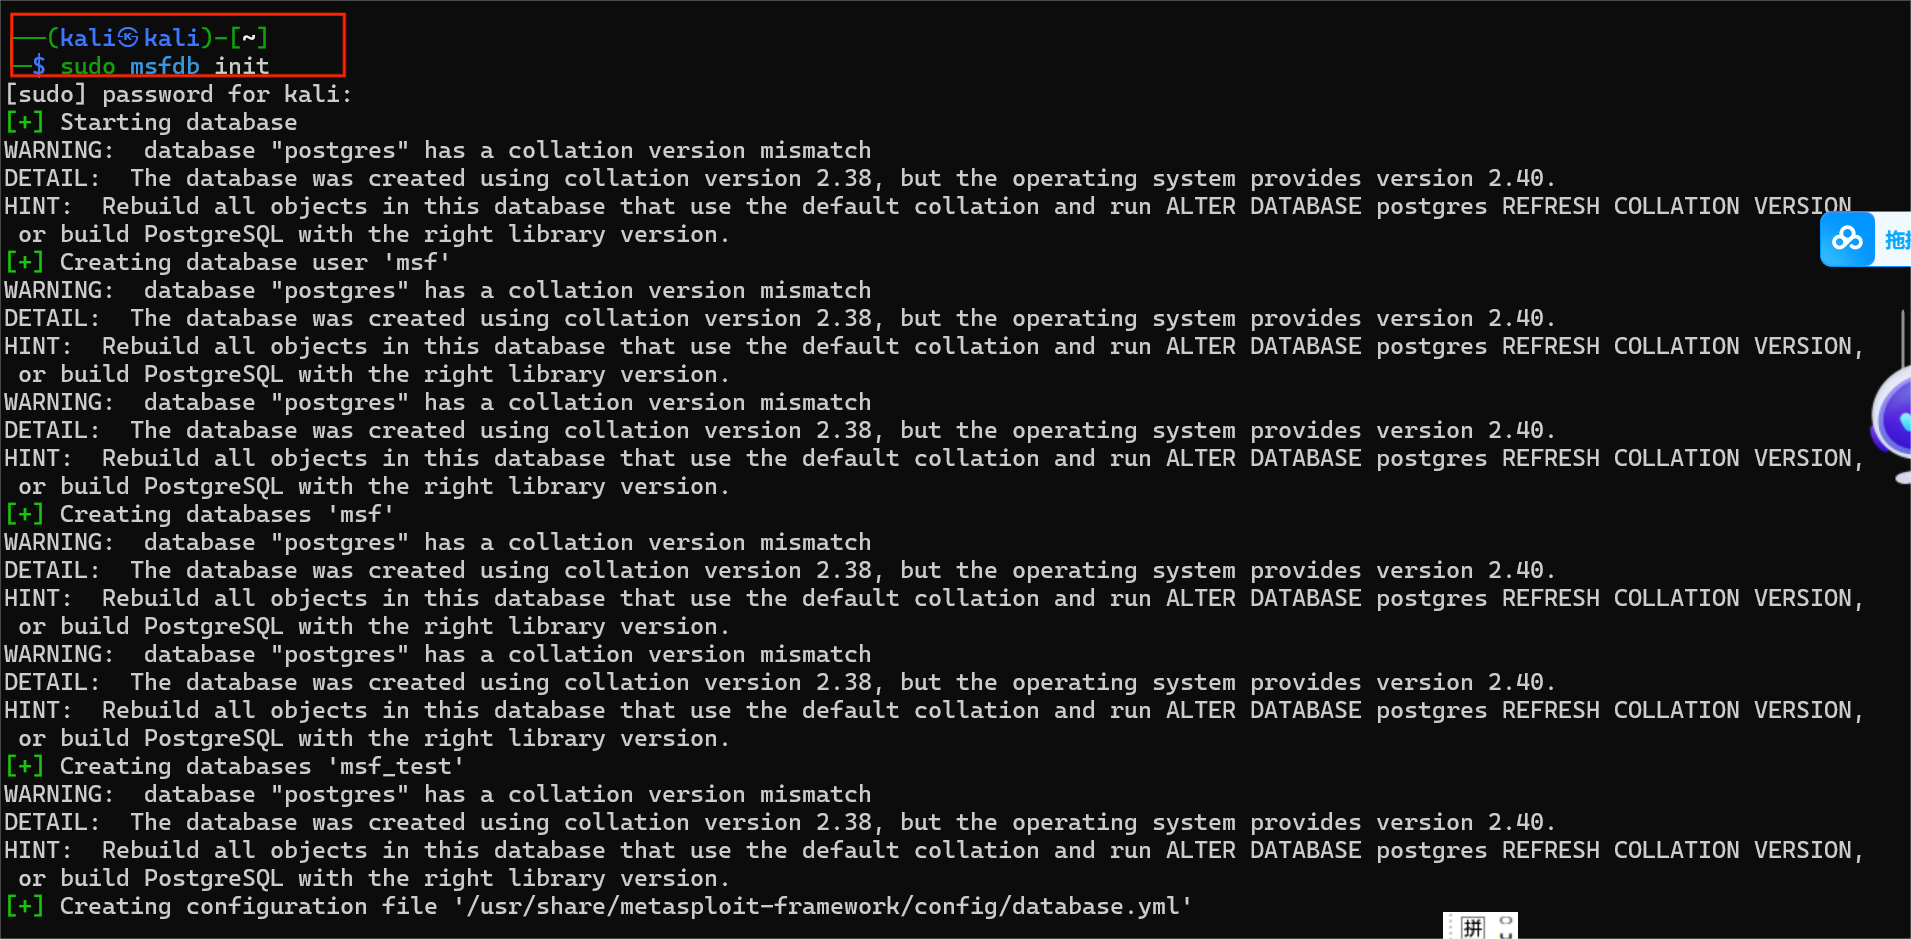 ──(kali㉿kali)-[~]
─$ sudo msfdb init
[sudo] password for kali:
[+] Starting database
WARNING:  database "postgres" has a collation version mismatch
DETAIL:  The database was created using collation version 2.38, but the operating system provides version 2.40.
HINT:  Rebuild all objects in this database that use the default collation and run ALTER DATABASE postgres REFRESH COLLATION VERSION
 or build PostgreSQL with the right library version.
拖
[+] Creating database user 'msf'
WARNING:  database "postgres" has a collation version mismatch
DETAIL:  The database was created using collation version 2.38, but the operating system provides version 2.40.
HINT:  Rebuild all objects in this database that use the default collation and run ALTER DATABASE postgres REFRESH COLLATION VERSION,
 or build PostgreSQL with the right library version.
WARNING:  database "postgres" has a collation version mismatch
DETAIL:  The database was created using collation version 2.38, but the operating system provides version 2.40.
HINT:  Rebuild all objects in this database that use the default collation and run ALTER DATABASE postgres REFRESH COLLATION VERSION,
 or build PostgreSQL with the right library version.
[+] Creating databases 'msf'
WARNING:  database "postgres" has a collation version mismatch
DETAIL:  The database was created using collation version 2.38, but the operating system provides version 2.40.
HINT:  Rebuild all objects in this database that use the default collation and run ALTER DATABASE postgres REFRESH COLLATION VERSION,
 or build PostgreSQL with the right library version.
WARNING:  database "postgres" has a collation version mismatch
DETAIL:  The database was created using collation version 2.38, but the operating system provides version 2.40.
HINT:  Rebuild all objects in this database that use the default collation and run ALTER DATABASE postgres REFRESH COLLATION VERSION,
 or build PostgreSQL with the right library version.
[+] Creating databases 'msf_test'
WARNING:  database "postgres" has a collation version mismatch
DETAIL:  The database was created using collation version 2.38, but the operating system provides version 2.40.
HINT:  Rebuild all objects in this database that use the default collation and run ALTER DATABASE postgres REFRESH COLLATION VERSION,
 or build PostgreSQL with the right library version.
[+] Creating configuration file '/usr/share/metasploit-framework/config/database.yml'
拼